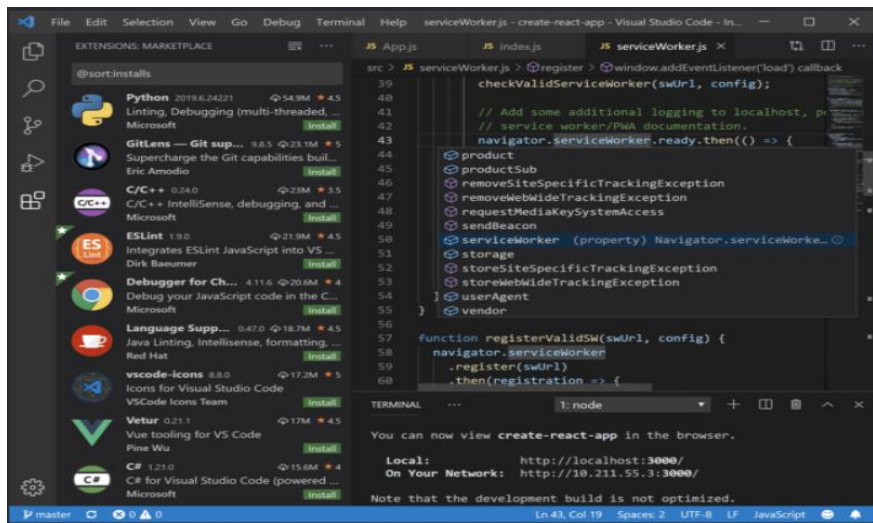 File Edit Selection View Go Debug Terminal Help serviceWorker.js - create-react-app - Visual Studio Code - In...
EXTENSIONS: MARKETPLACE
@sort:installs
Python 2019.6.24221 54.9M ★ 4.5
Linting, Debugging (multi-threaded, ...
Microsoft Install
GitLens — Git sup... 9.8.5 23.1M ★ 5
Supercharge the Git capabilities buil...
Eric Amodio Install
C/C++ 0.24.0 23M ★ 3.5
C/C++ IntelliSense, debugging, and ...
Microsoft Install
ESLint 1.9.0 21.9M ★ 4.5
Integrates ESLint JavaScript into VS ...
Dirk Baeumer Install
Debugger for Ch... 4.11.6 20.6M ★ 4
Debug your JavaScript code in the C...
Microsoft Install
Language Supp... 0.47.0 18.7M ★ 4.5
Java Linting, Intellisense, formatting, ...
Red Hat Install
vscode-icons 8.8.0 17.2M ★ 5
Icons for Visual Studio Code
VSCode Icons Team Install
Vetur 0.21.1 17M ★ 4.5
Vue tooling for VS Code
Pine Wu Install
C# 1.21.0 15.6M ★ 4
C# for Visual Studio Code (powered ...
Microsoft Install
C/C++
ES
Lint
C#
JS App.js JS index.js JS serviceWorker.js ×
src > JS serviceWorker.js > register > window.addEventListener('load') callback
39 checkValidServiceWorker(swUrl, config);
40
41 // Add some additional logging to localhost, p
42 // service worker/PWA documentation.
43 navigator.serviceWorker.ready.then(() => {
44 product
45 productSub
46 removeSiteSpecificTrackingException
47 removeWebWideTrackingException
48 requestMediaKeySystemAccess
49 sendBeacon
50 serviceWorker (property) Navigator.serviceWorke...
51 storage
52 storeSiteSpecificTrackingException
53 storeWebWideTrackingException
54 } userAgent
55 } vendor
56
57 function registerValidSW(swUrl, config) {
58 navigator.serviceWorker
59 .register(swUrl)
60 .then(registration => {
TERMINAL ... 1: node
You can now view create-react-app in the browser.
Local: http://localhost:3000/
On Your Network: http://10.211.55.3:3000/
Note that the development build is not optimized.
master 0 0 Ln 43, Col 19 Spaces: 2 UTF-8 LF JavaScript